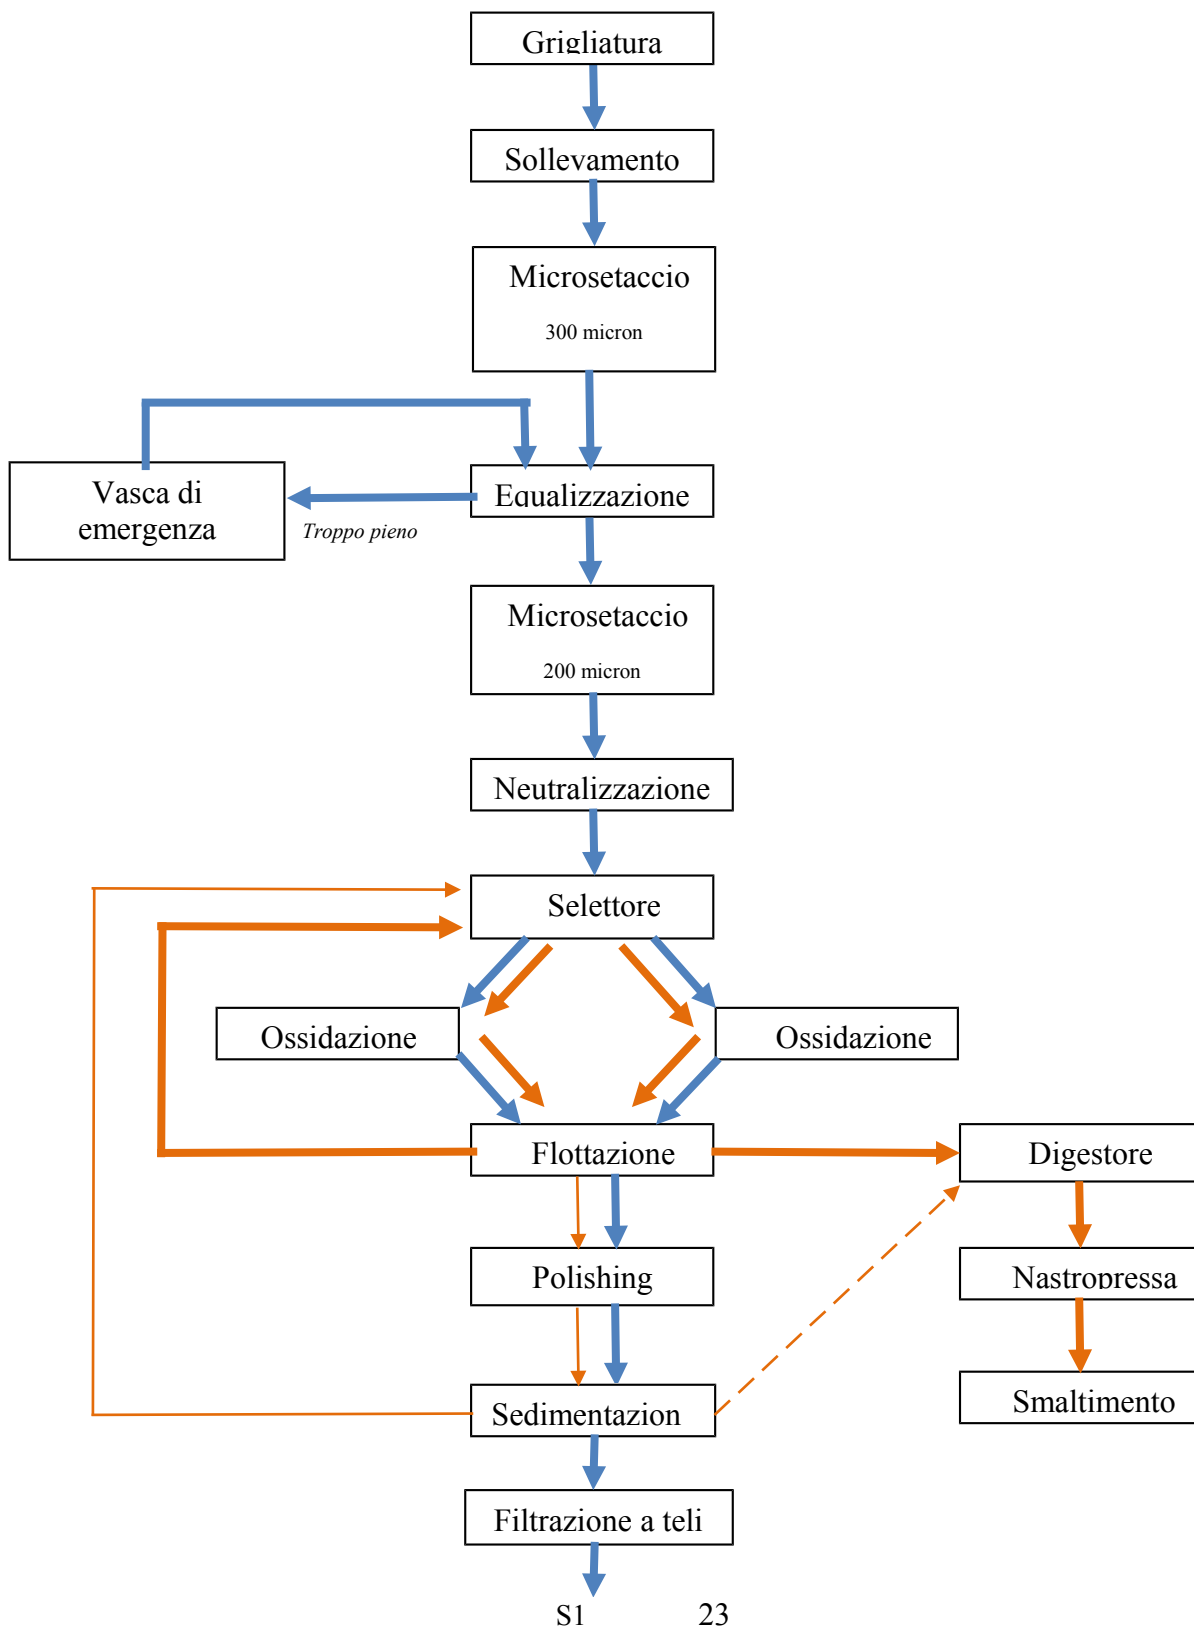 Grigliatura
Sollevamento
Microsetaccio
300 micron
Vasca di
emergenza
Troppo pieno
Equalizzazione
Microsetaccio
200 micron
Neutralizzazione
Selettore
Ossidazione
Ossidazione
Flottazione
Digestore
Polishing
Nastropressa
Sedimentazion
Smaltimento
Filtrazione a teli
S1 23